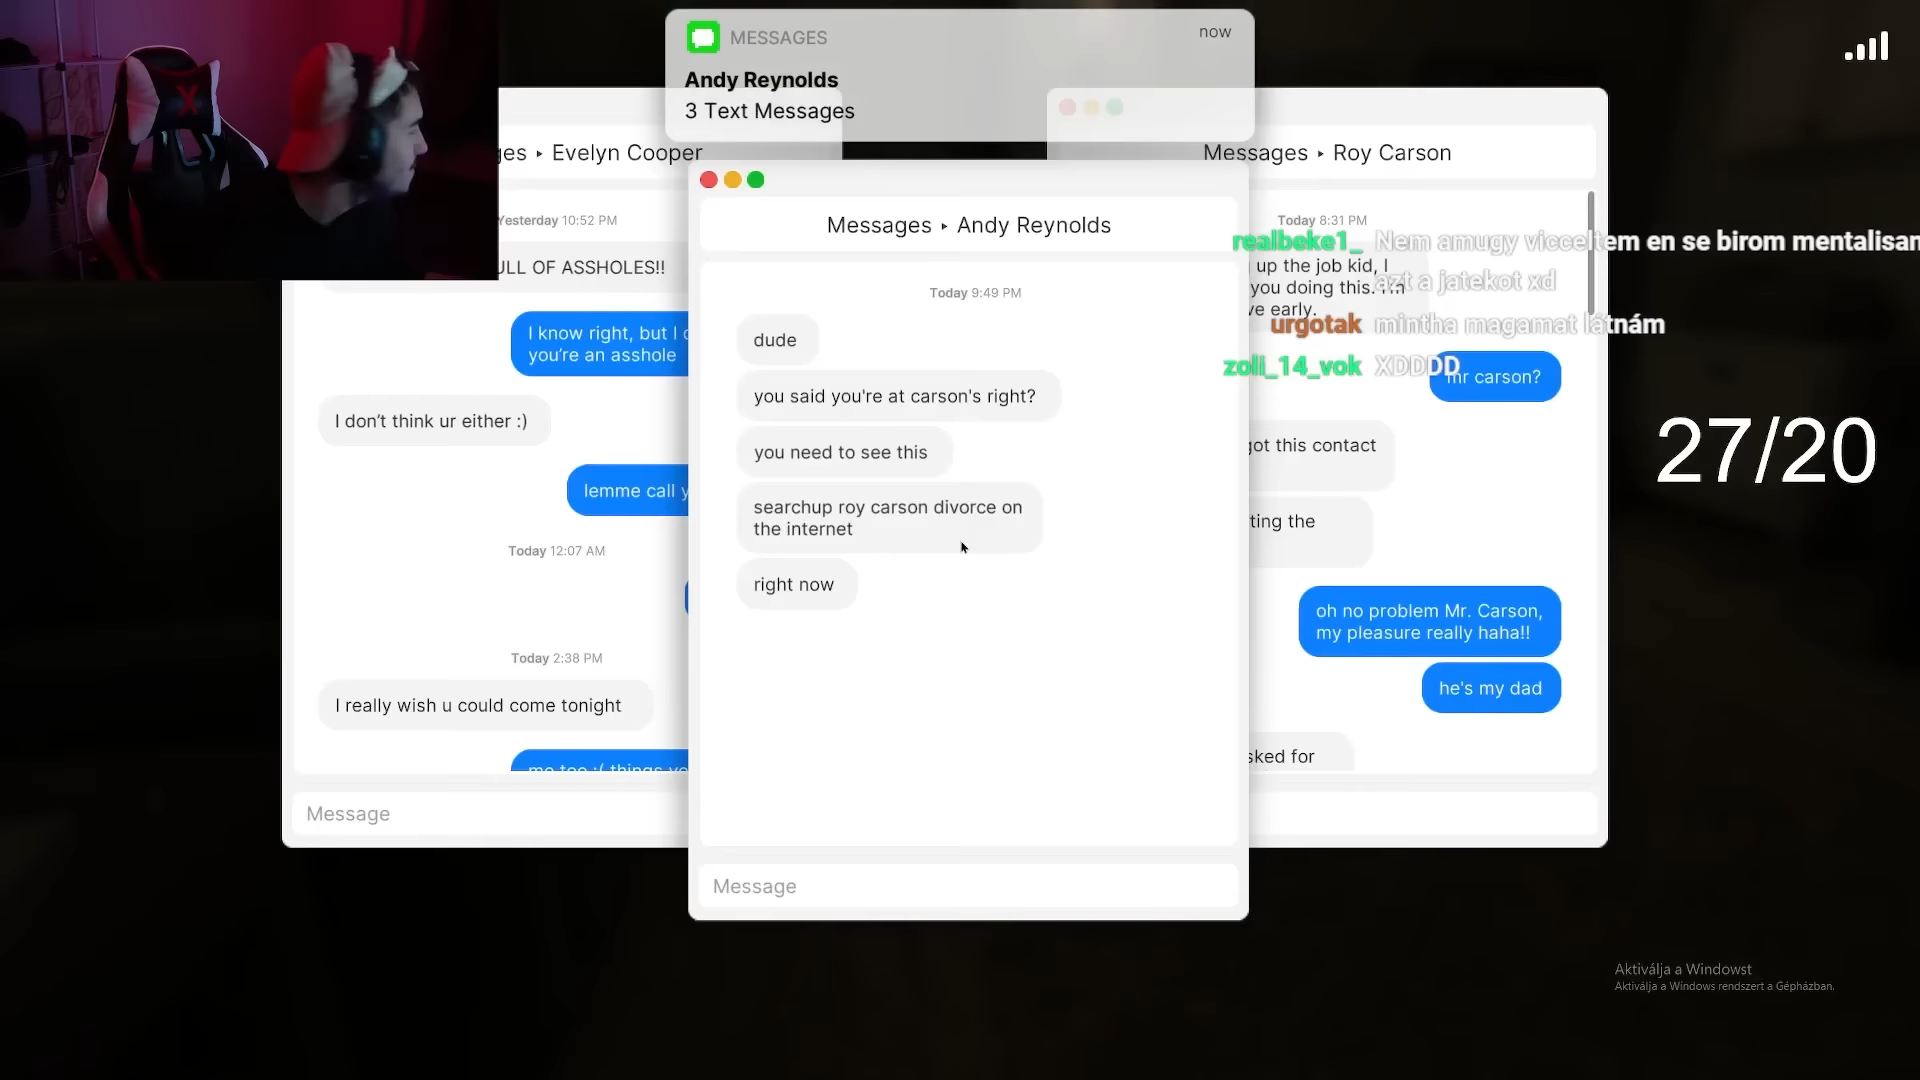 MESSAGES
now
Andy Reynolds
3 Text Messages
ges ▸ Evelyn Cooper
Yesterday 10:52 PM
ULL OF ASSHOLES!!
I know right, but I
you're an asshole
I don't think ur either :)
lemme call
Today 12:07 AM
Today 2:38 PM
I really wish u could come tonight
me too :( things
Message
Messages ▸ Andy Reynolds
Today 9:49 PM
dude
you said you're at carson's right?
you need to see this
searchup roy carson divorce on
the internet
right now
Message
Messages ▸ Roy Carson
Today 8:31 PM
up the job kid, I
you doing this. I'm
ve early.
mr carson?
got this contact
ting the
oh no problem Mr. Carson,
my pleasure really haha!!
he's my dad
sked for
realbeke1_ Nem amugy vicceltem en se birom mentalisan
azt a jatekot xd
urgotak mintha magamat látnám
zoli_14_vok XDDDD
27/20
Aktiválja a Windowst
Aktiválja a Windows rendszert a Gépházban.